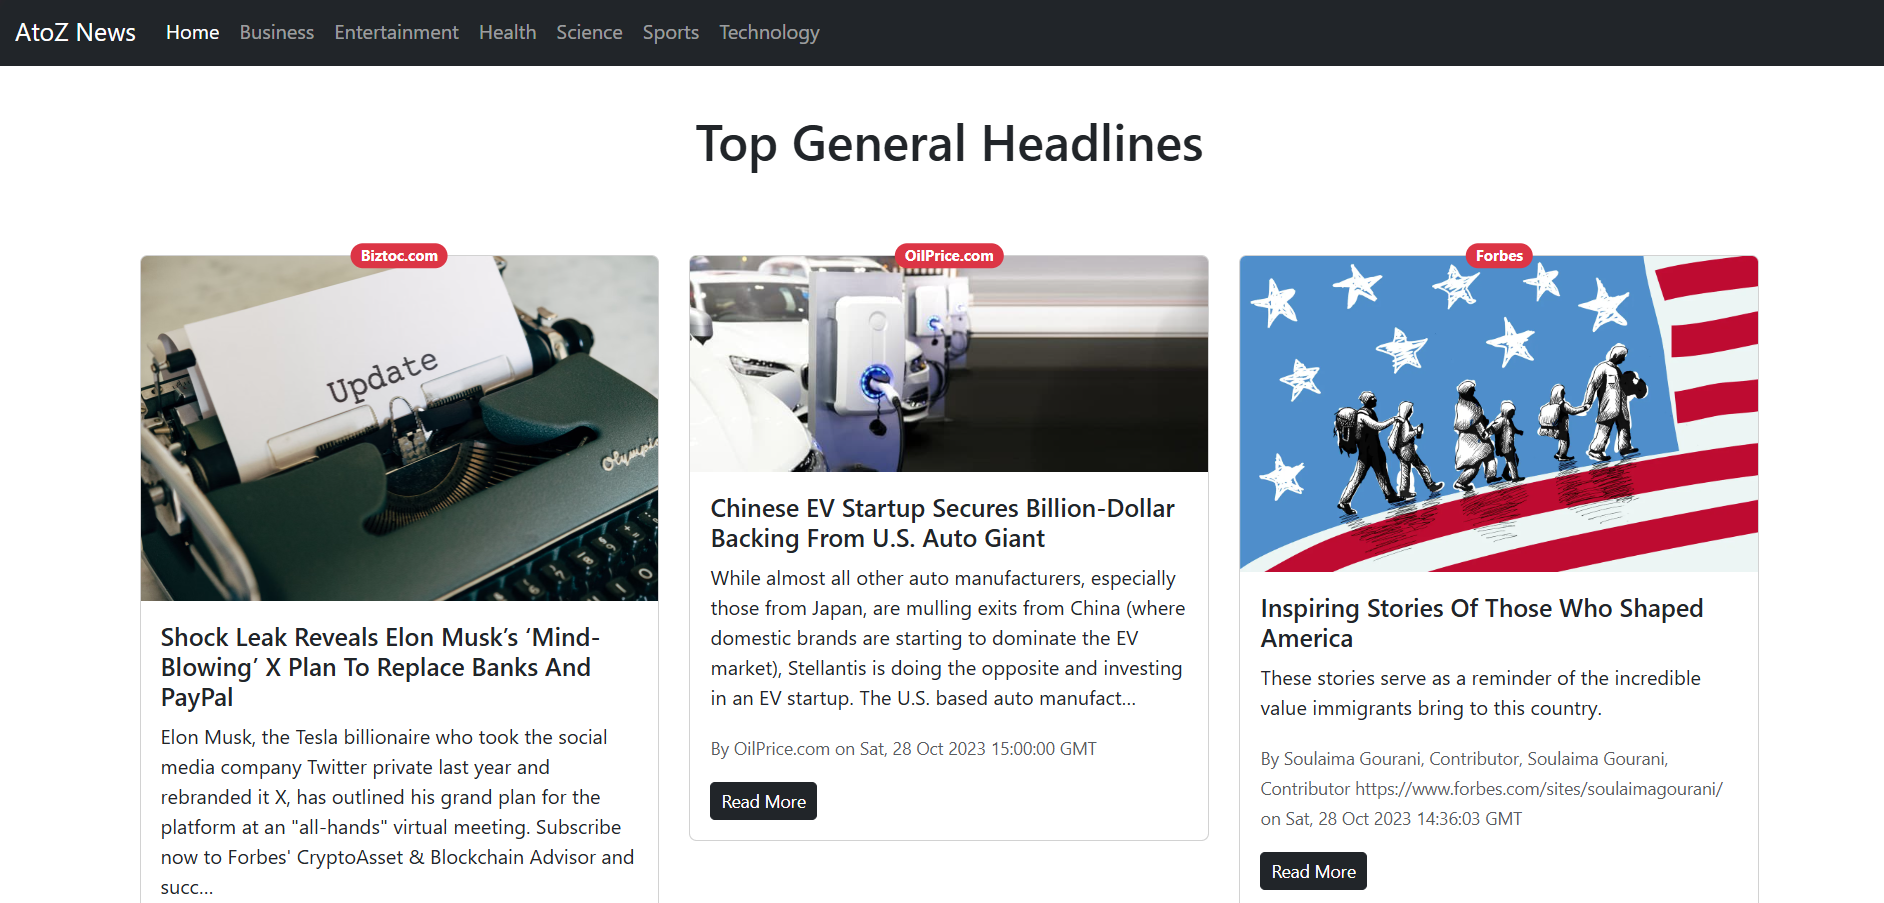 AtoZ News Home Business Entertainment Health Science Sports Technology
Top General Headlines
Biztoc.com
Update
Olympia
Shock Leak Reveals Elon Musk’s ‘Mind-
Blowing’ X Plan To Replace Banks And
PayPal
Elon Musk, the Tesla billionaire who took the social
media company Twitter private last year and
rebranded it X, has outlined his grand plan for the
platform at an "all-hands" virtual meeting. Subscribe
now to Forbes' CryptoAsset & Blockchain Advisor and
succ...
OilPrice.com
Chinese EV Startup Secures Billion-Dollar
Backing From U.S. Auto Giant
While almost all other auto manufacturers, especially
those from Japan, are mulling exits from China (where
domestic brands are starting to dominate the EV
market), Stellantis is doing the opposite and investing
in an EV startup. The U.S. based auto manufact...
By OilPrice.com on Sat, 28 Oct 2023 15:00:00 GMT
Read More
Forbes
Inspiring Stories Of Those Who Shaped
America
These stories serve as a reminder of the incredible
value immigrants bring to this country.
By Soulaima Gourani, Contributor, Soulaima Gourani,
Contributor https://www.forbes.com/sites/soulaimagourani/
on Sat, 28 Oct 2023 14:36:03 GMT
Read More